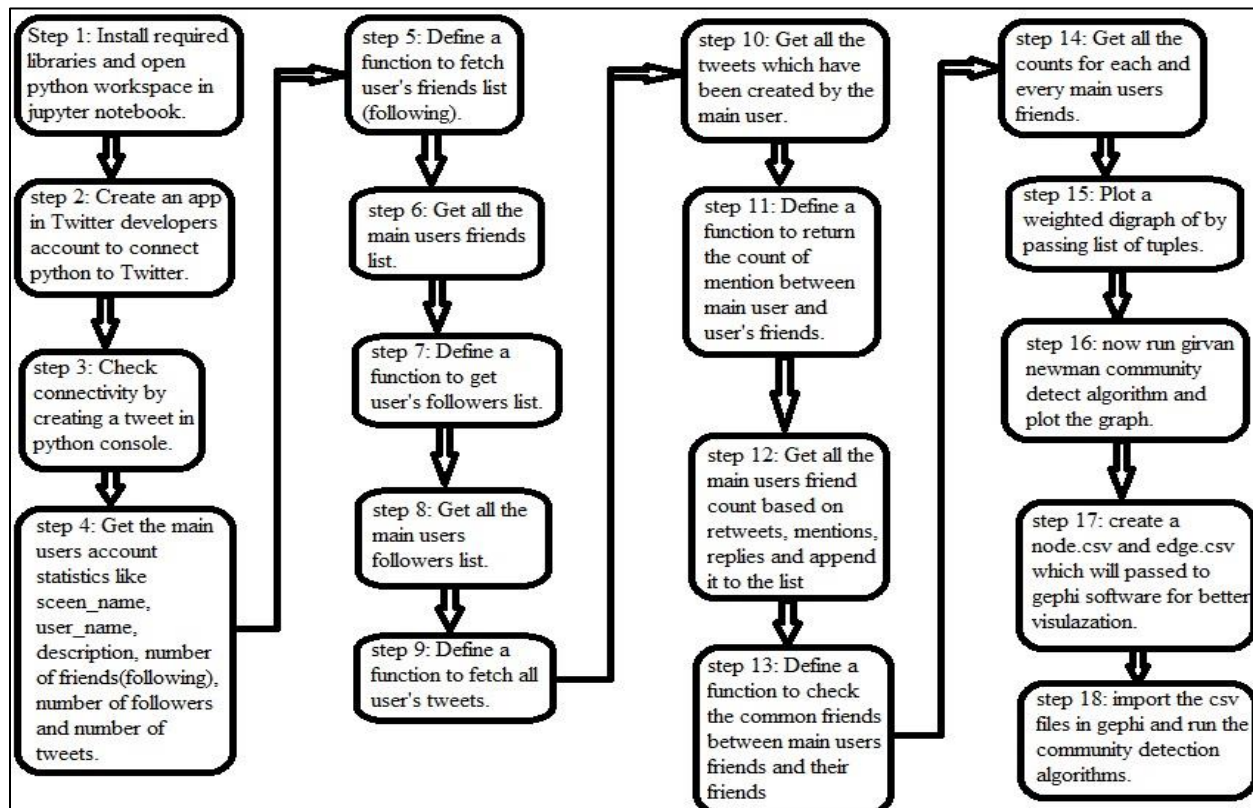 Step 1: Install required
libraries and open
python workspace in
jupyter notebook.
step 2: Create an app
in Twitter developers
account to connect
python to Twitter.
step 3: Check
connectivity by
creating a tweet in
python console.
step 4: Get the main
users account
statistics like
sceen_name,
user_name,
description, number
of friends(following),
number of followers
and number of
tweets.
step 5: Define a
function to fetch
user's friends list
(following).
step 6: Get all the
main users friends
list.
step 7: Define a
function to get
user's followers list.
step 8: Get all the
main users
followers list.
step 9: Define a
function to fetch all
user's tweets.
step 10: Get all the
tweets which have
been created by the
main user.
step 11: Define a
function to return
the count of
mention between
main user and
user's friends.
step 12: Get all the
main users friend
count based on
retweets, mentions,
replies and append
it to the list
step 13: Define a
function to check
the common friends
between main users
friends and their
friends
step 14: Get all the
counts for each and
every main users
friends.
step 15: Plot a
weighted digraph of by
passing list of tuples.
step 16: now run girvan
newman community
detect algorithm and
plot the graph.
step 17: create a
node.csv and edge.csv
which will passed to
gephi software for better
visulazation.
step 18: import the csv
files in gephi and run the
community detection
algorithms.